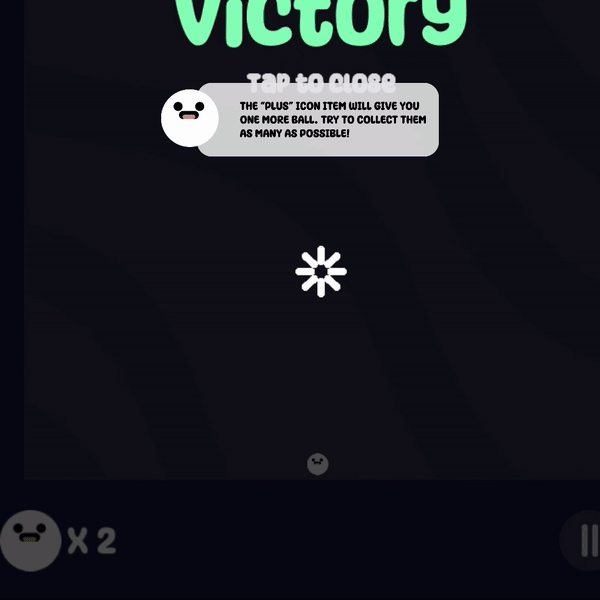 Victory
Tap to Close
THE "PLUS" ICON ITEM WILL GIVE YOU
ONE MORE BALL. TRY TO COLLECT THEM
AS MANY AS POSSIBLE!
X 2